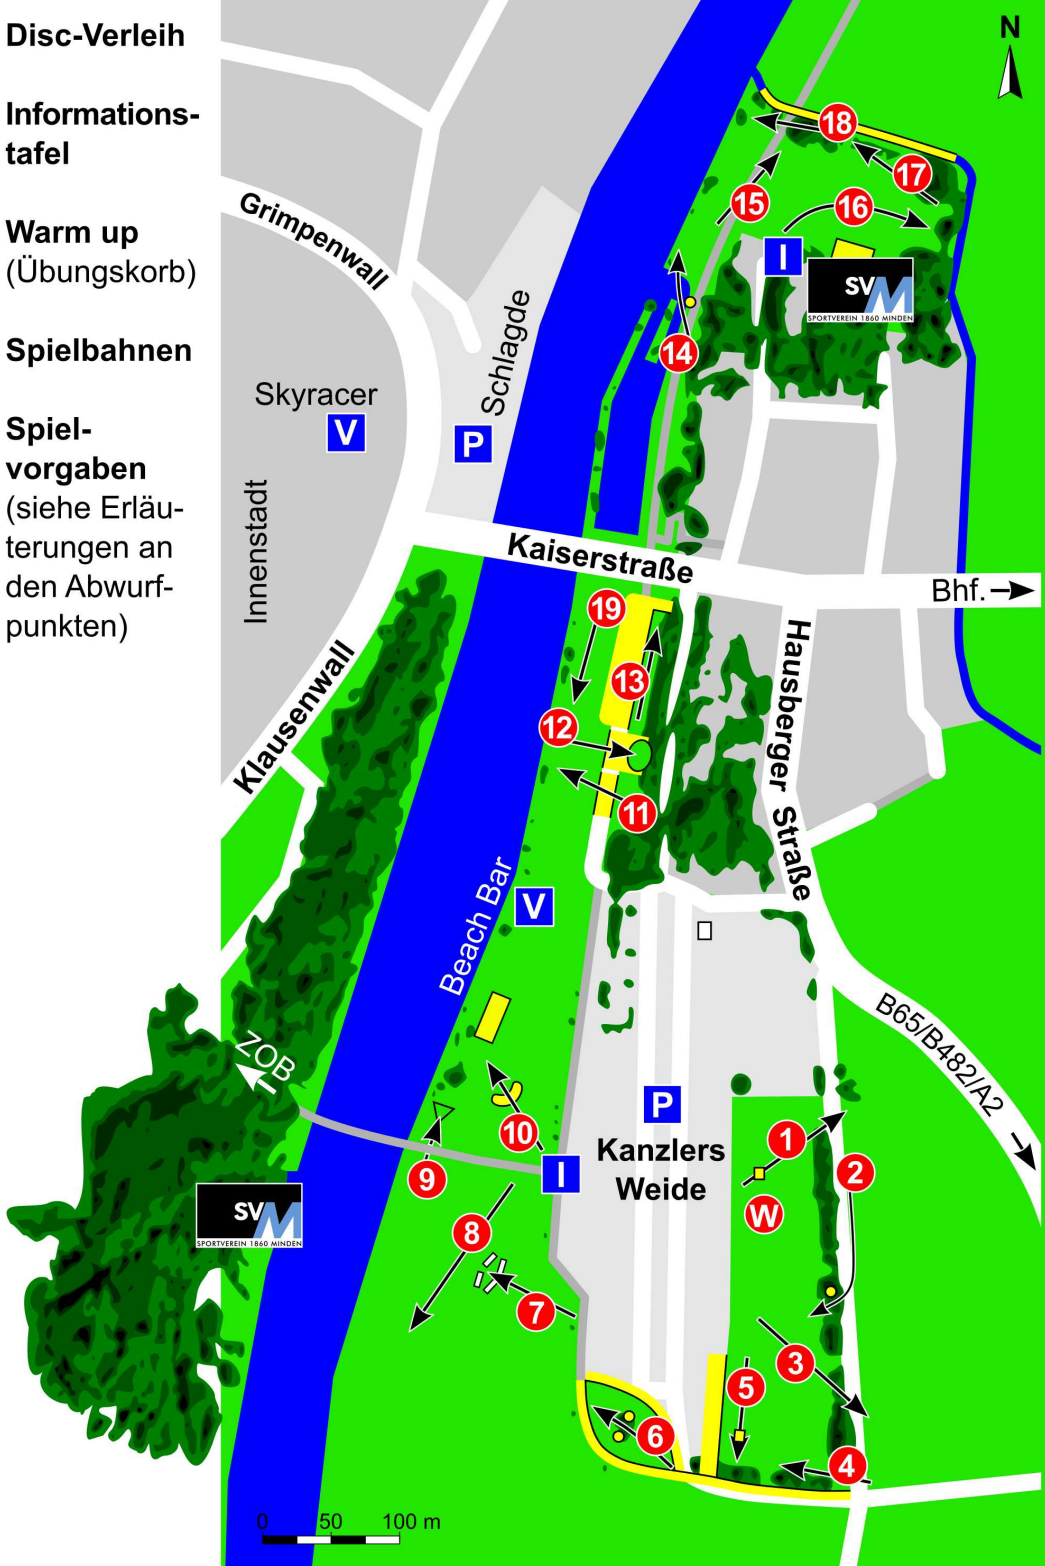 Disc-Verleih
Informations-
tafel
Warm up
(Übungskorb)
Spielbahnen
Spiel-
vorgaben
(siehe Erläu-
terungen an
den Abwurf-
punkten)
N
18
17
16
15
Grimpenwall
I
SVM
SPORTVEREIN 1860 MINDEN
Schlagde
14
Skyracer
V
P
Innenstadt
Kaiserstraße
Bhf.
19
Hausberger Straße
13
Klausenwall
12
11
Beach Bar
V
B65/B482/A2
ZOB
P
10
1
Kanzlers
Weide
9
I
2
W
SVM
SPORTVEREIN 1860 MINDEN
8
7
3
5
6
4
0 50 100 m